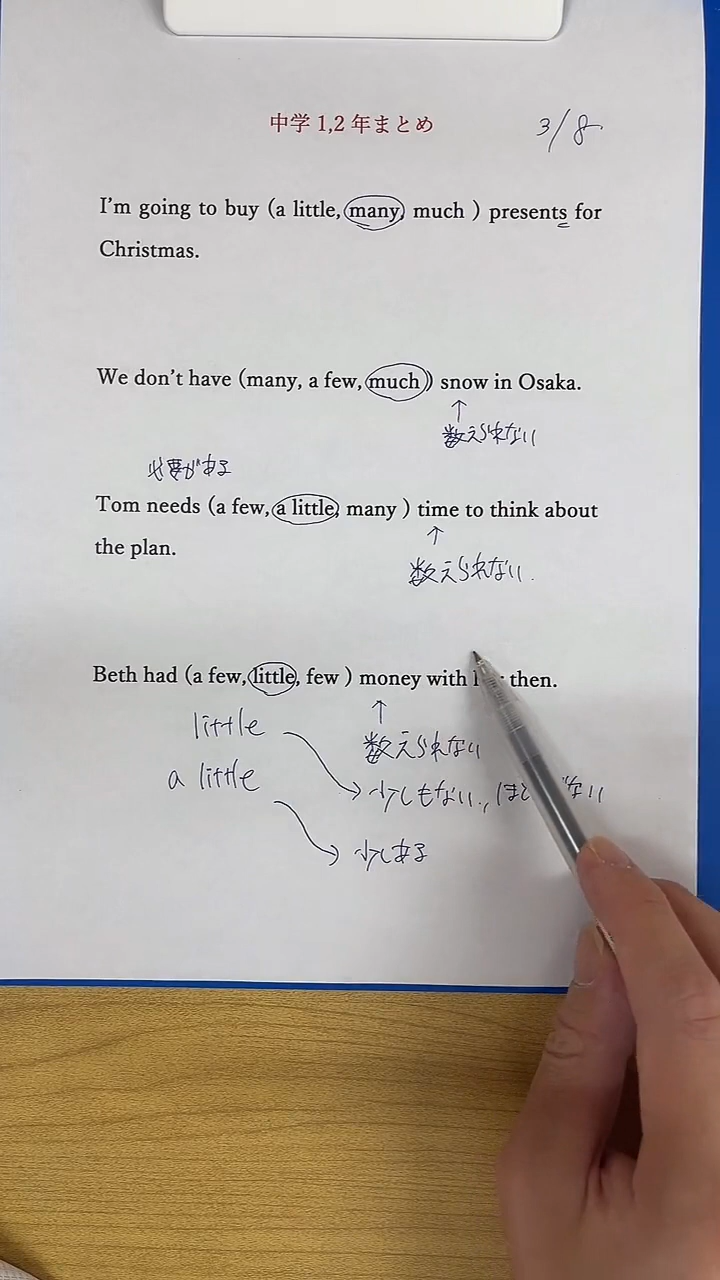 中学 1,2 年まとめ 3/8
I'm going to buy (a little, many, much ) presents for
Christmas.
We don't have (many, a few, much ) snow in Osaka.
↑
数えられない
必要がある
Tom needs (a few, a little, many ) time to think about
the plan.
↑
数えられない.
Beth had (a few, little, few ) money with then.
↑
little
数えられない
a little
少しもない., ほと ない
少しある